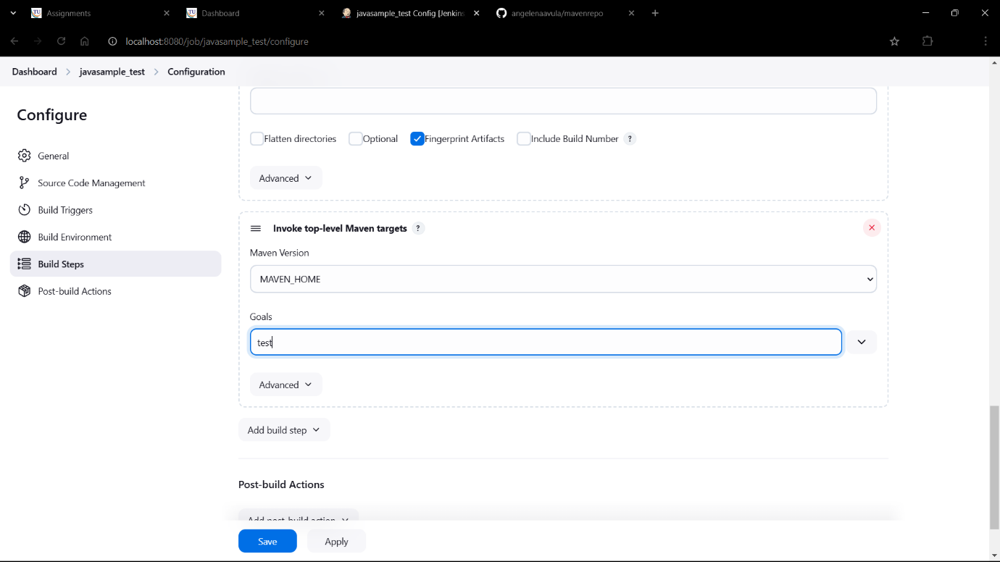 Assignments
Dashboard
javasample_test Config [Jenkins
angelenaavula/mavenrepo
localhost:8080/job/javasample_test/configure
Dashboard > javasample_test > Configuration
Configure
General
Source Code Management
Build Triggers
Build Environment
Build Steps
Post-build Actions
Flatten directories Optional Fingerprint Artifacts Include Build Number ?
Advanced
Invoke top-level Maven targets ?
Maven Version
MAVEN_HOME
Goals
test
Advanced
Add build step
Post-build Actions
Add post-build action
Save Apply